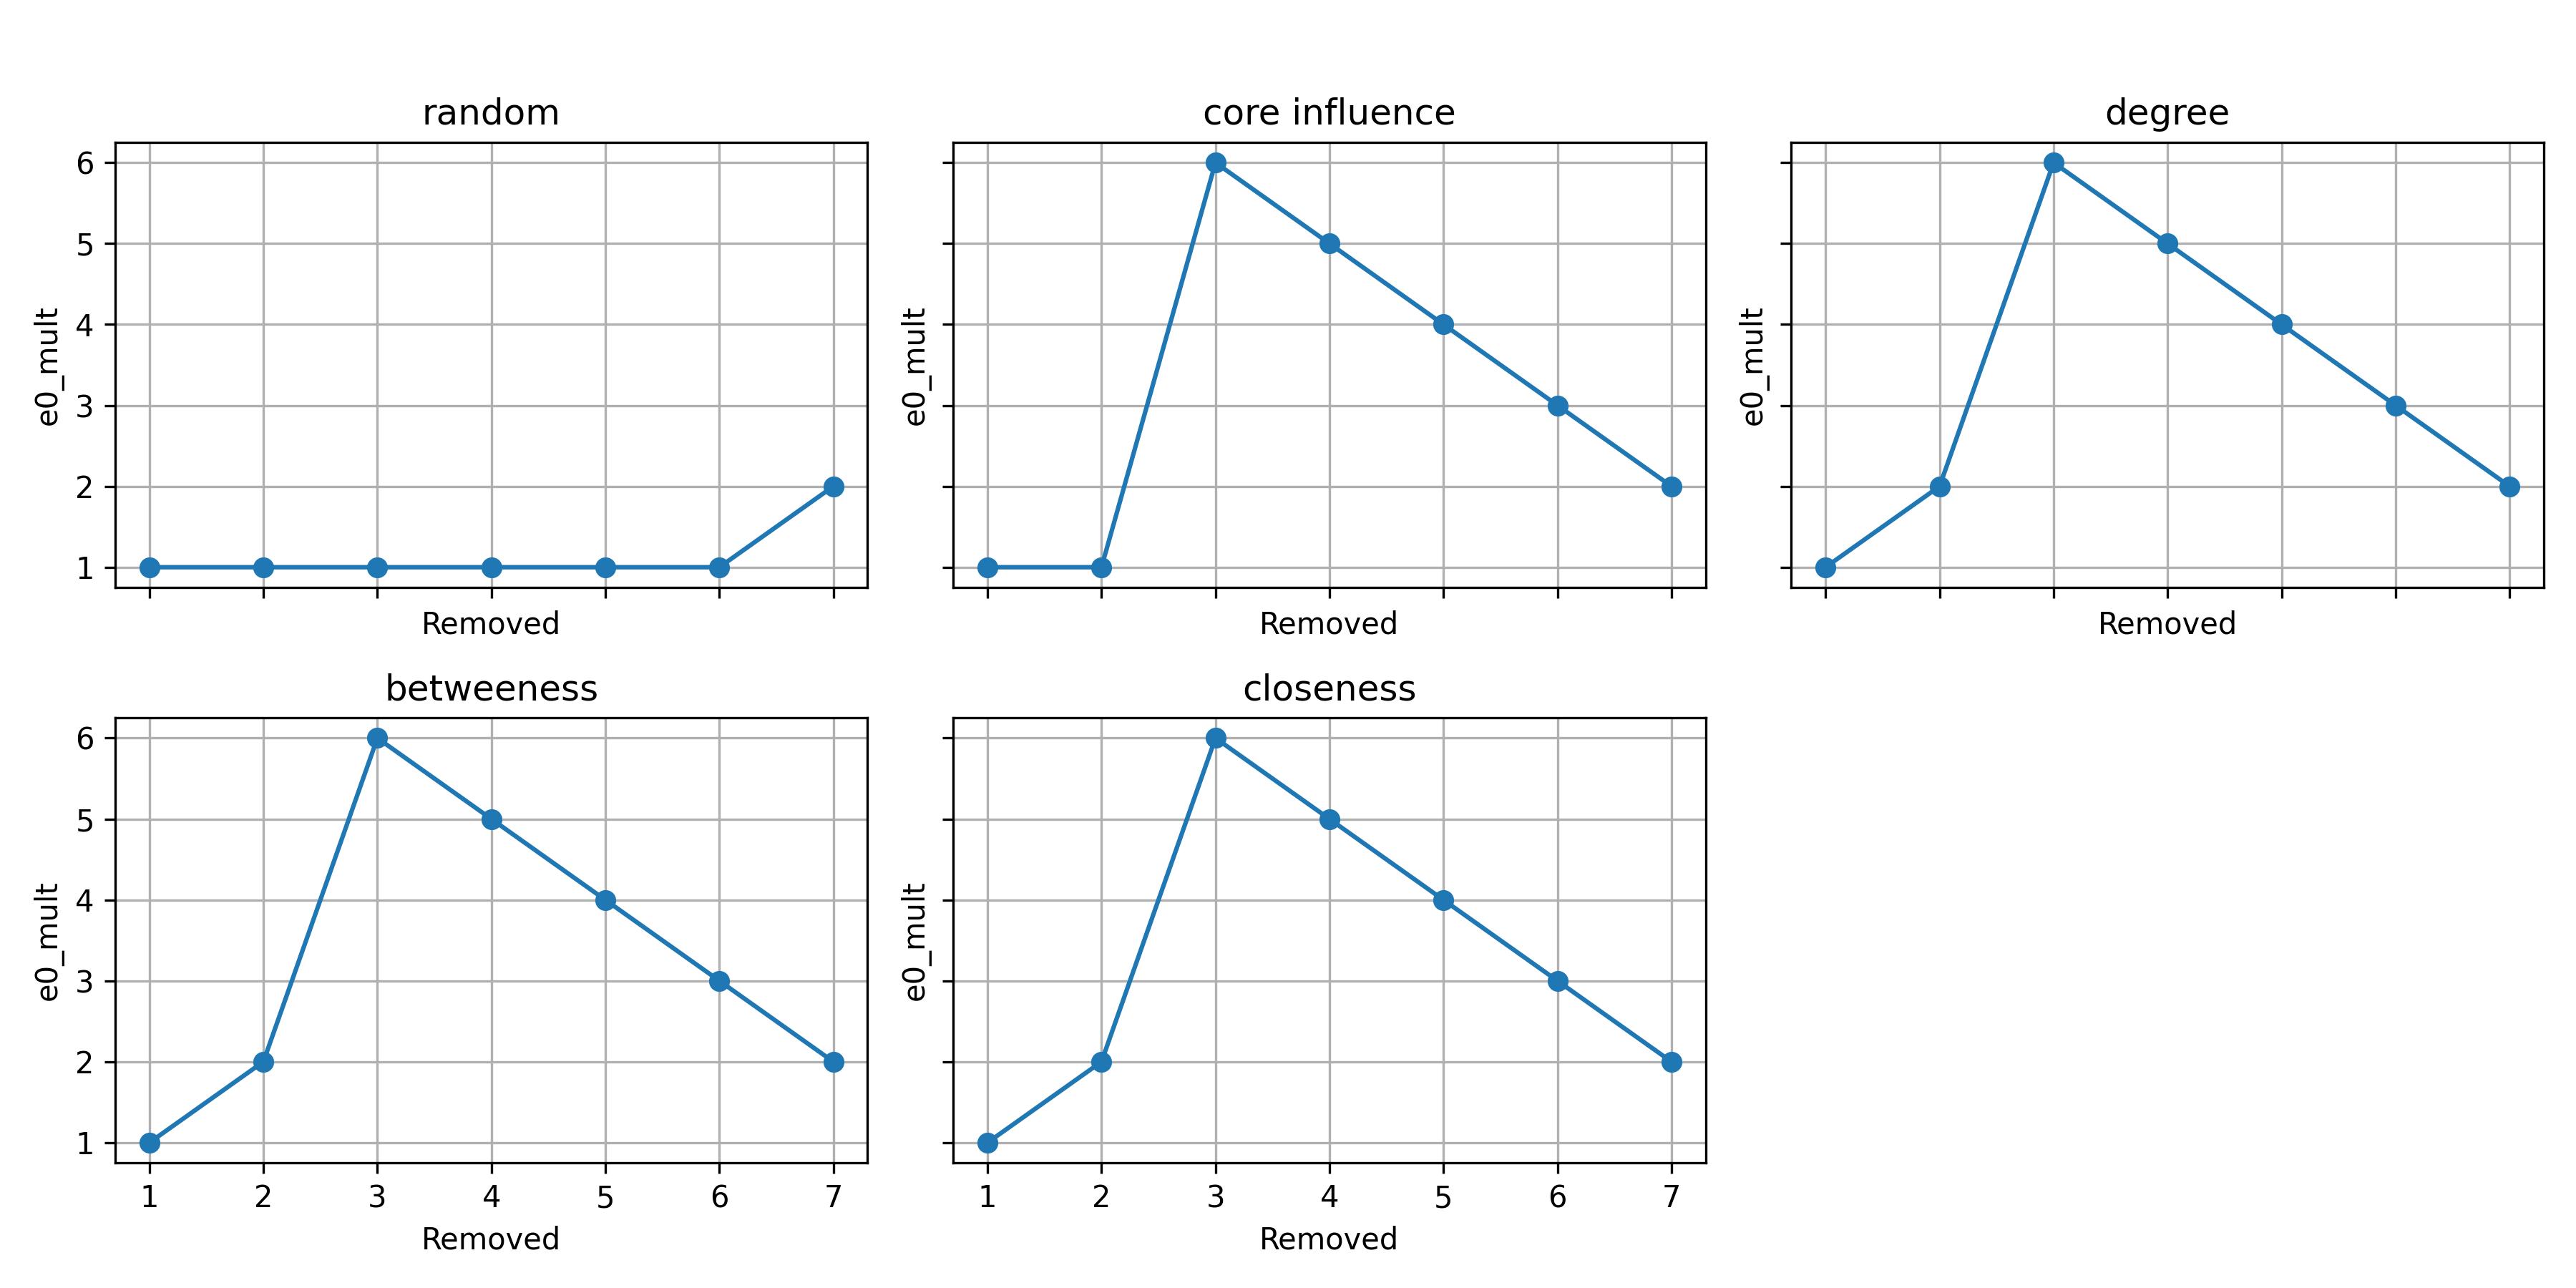 random
core influence
degree
e0_mult
6
5
4
3
2
1
Removed
e0_mult
Removed
e0_mult
Removed
betweeness
closeness
e0_mult
6
5
4
3
2
1
1 2 3 4 5 6 7
Removed
e0_mult
1 2 3 4 5 6 7
Removed